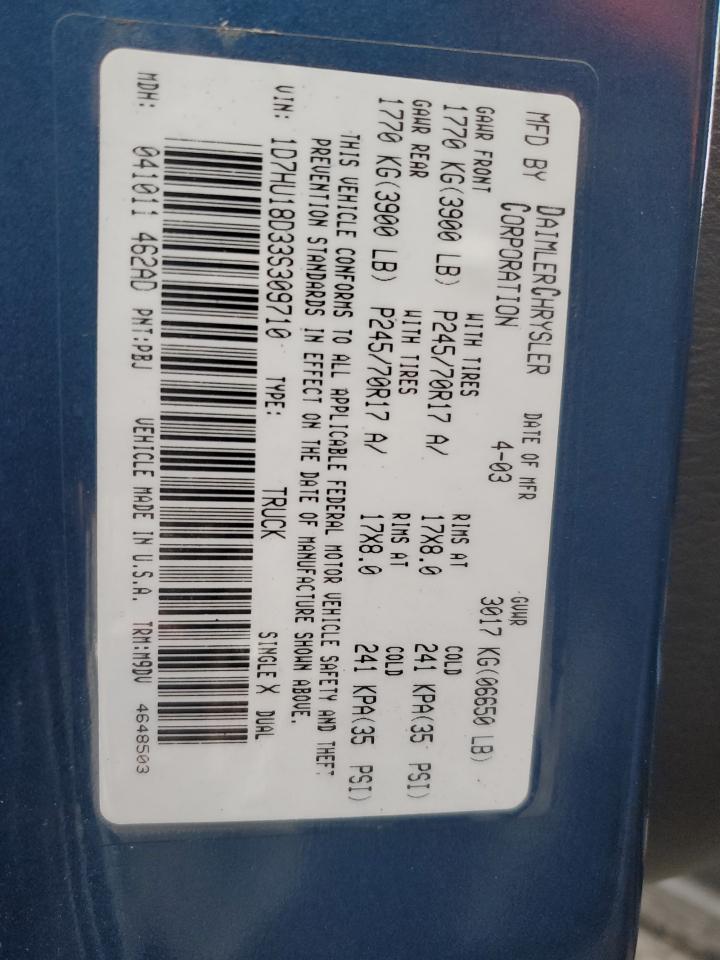 MFD BY DAIMLERCHRYSLER CORPORATION DATE OF MFR 4-03 GVWR 3017 KG(06650 LB)
GAWR FRONT WITH TIRES RIMS AT COLD
1770 KG(3900 LB) P245/70R17 A/ 17X8.0 241 KPA(35 PSI)
GAWR REAR WITH TIRES RIMS AT COLD
1770 KG(3900 LB) P245/70R17 A/ 17X8.0 241 KPA(35 PSI)
THIS VEHICLE CONFORMS TO ALL APPLICABLE FEDERAL MOTOR VEHICLE SAFETY AND THEFT
PREVENTION STANDARDS IN EFFECT ON THE DATE OF MANUFACTURE SHOWN ABOVE.
VIN: 1D7HU18D33S309710 TYPE: TRUCK SINGLE X DUAL
MDH: 041011 462AD PNT:PBJ VEHICLE MADE IN U.S.A. TRM:M9DV 4648503